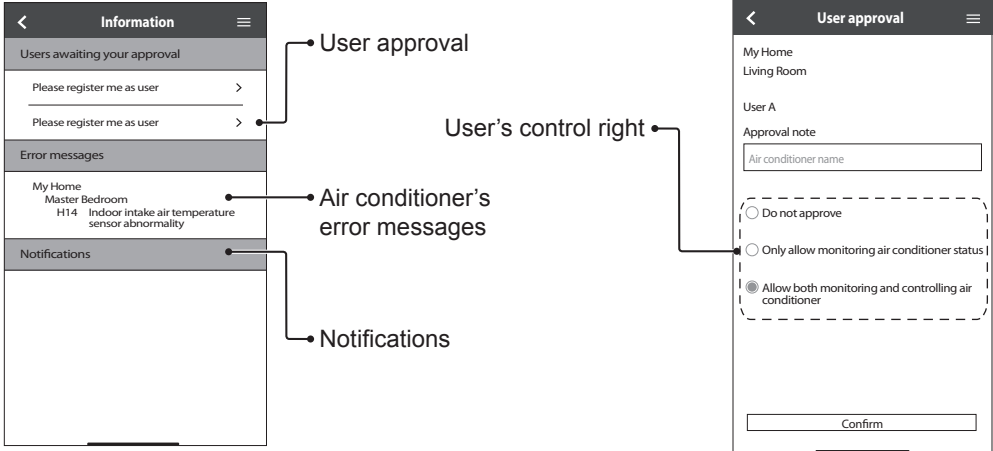 Information
Users awaiting your approval
Please register me as user
Please register me as user
Error messages
My Home
Master Bedroom
H14 Indoor intake air temperature
sensor abnormality
Notifications
User approval
Air conditioner's
error messages
Notifications
User's control right
User approval
My Home
Living Room
User A
Approval note
Air conditioner name
Do not approve
Only allow monitoring air conditioner status
Allow both monitoring and controlling air
conditioner
Confirm